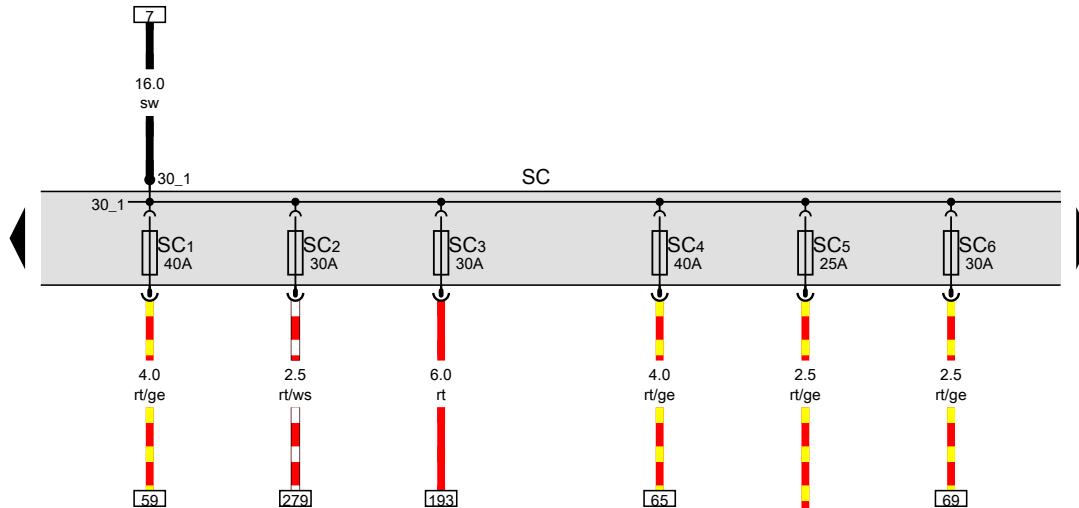 7
16.0
sw
30_1
SC
30_1
SC1 SC2 SC3 SC4 SC5 SC6
40A 30A 30A 40A 25A 30A
4.0 2.5 6.0 4.0 2.5 2.5
rt/ge rt/ws rt rt/ge rt/ge rt/ge
59 279 193 65 69